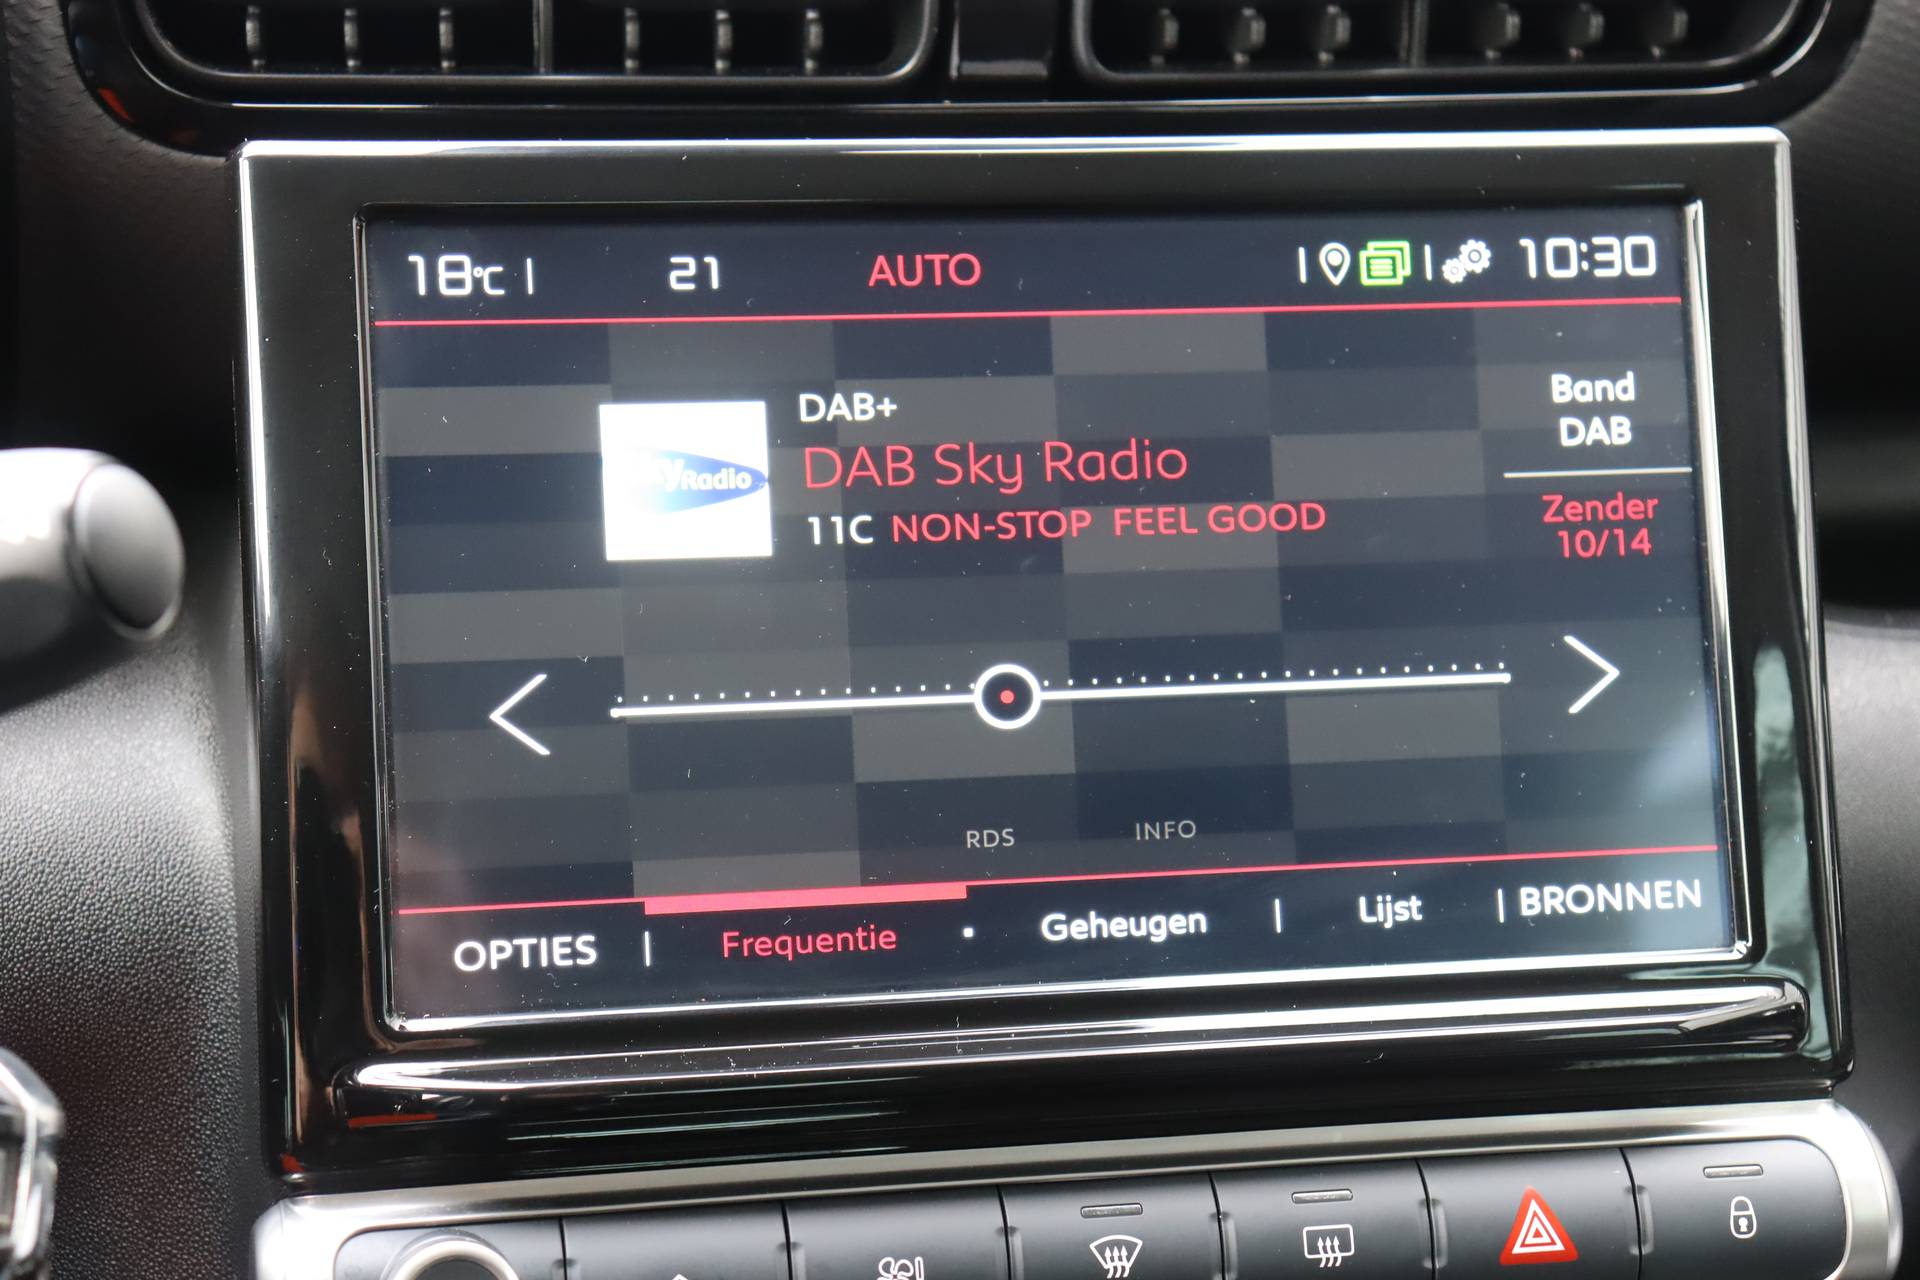 18°C | 21 AUTO 10:30
DAB+
Band
DAB
DAB Sky Radio
Radio
11C NON-STOP FEEL GOOD
Zender
10/14
RDS INFO
OPTIES | Frequentie Geheugen | Lijst | BRONNEN